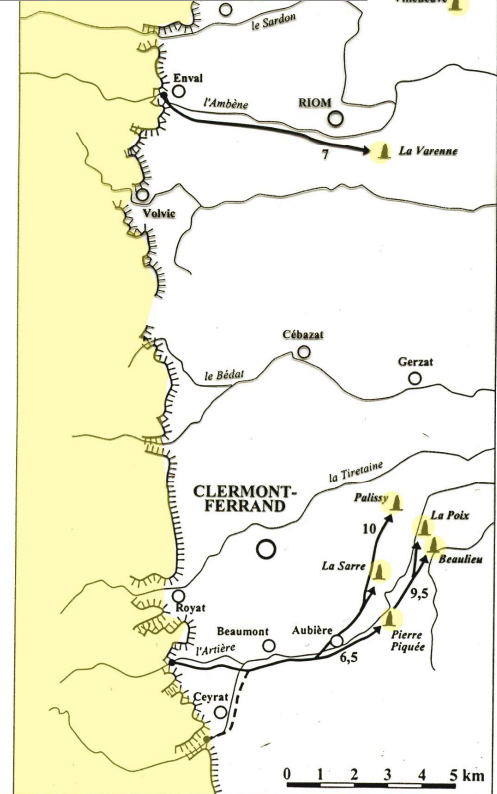 Villeneuve
le Sardon
Enval
l'Ambène
RIOM
7
La Varenne
Volvic
Cébazat
Gerzat
le Bédat
la Tiretaine
CLERMONT-
FERRAND
Palissy
10
La Poix
Beaulieu
La Sarre
9,5
Royat
Beaumont
Aubière
Pierre
Piquée
l'Artière
6,5
Ceyrat
0 1 2 3 4 5 km